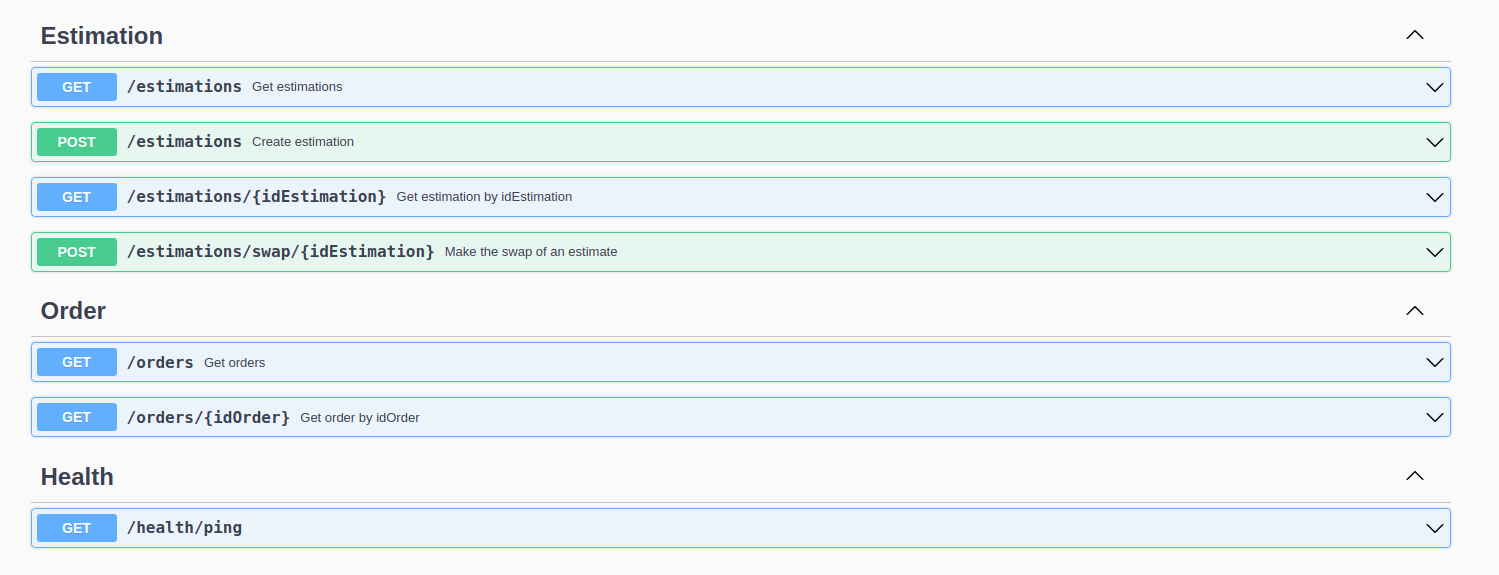 Estimation
GET /estimations Get estimations
POST /estimations Create estimation
GET /estimations/{idEstimation} Get estimation by idEstimation
POST /estimations/swap/{idEstimation} Make the swap of an estimate
Order
GET /orders Get orders
GET /orders/{idOrder} Get order by idOrder
Health
GET /health/ping